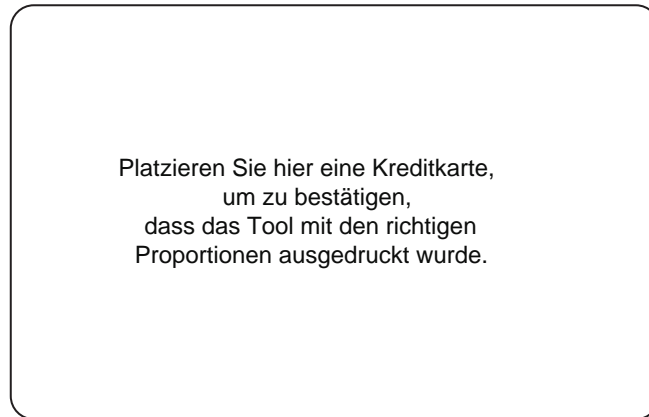 Platzieren Sie hier eine Kreditkarte,
um zu bestätigen,
dass das Tool mit den richtigen
Proportionen ausgedruckt wurde.